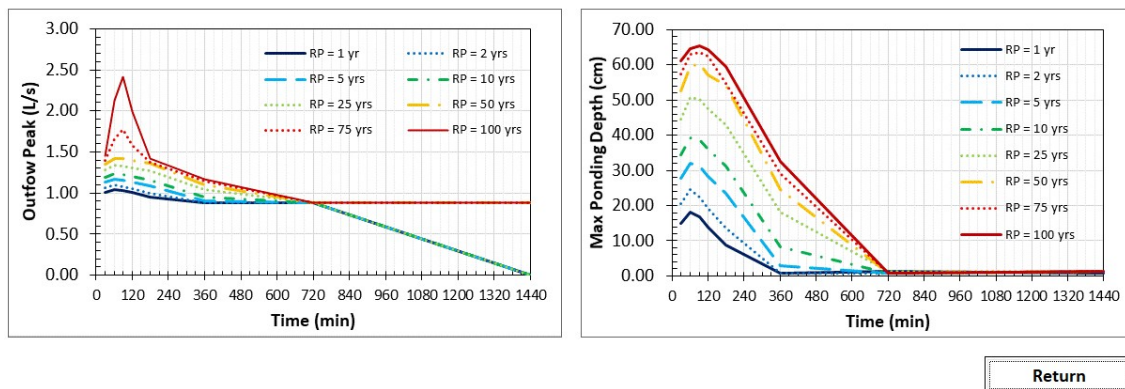 3.00
2.50
2.00
1.50
1.00
0.50
0.00
Outflow Peak (L/s)
RP = 1 yr
RP = 2 yrs
RP = 5 yrs
RP = 10 yrs
RP = 25 yrs
RP = 50 yrs
RP = 75 yrs
RP = 100 yrs
0 120 240 360 480 600 720 840 960 1080 1200 1320 1440
Time (min)
70.00
60.00
50.00
40.00
30.00
20.00
10.00
0.00
Max Ponding Depth (cm)
RP = 1 yr
RP = 2 yrs
RP = 5 yrs
RP = 10 yrs
RP = 25 yrs
RP = 50 yrs
RP = 75 yrs
RP = 100 yrs
0 120 240 360 480 600 720 840 960 1080 1200 1320 1440
Time (min)
Return